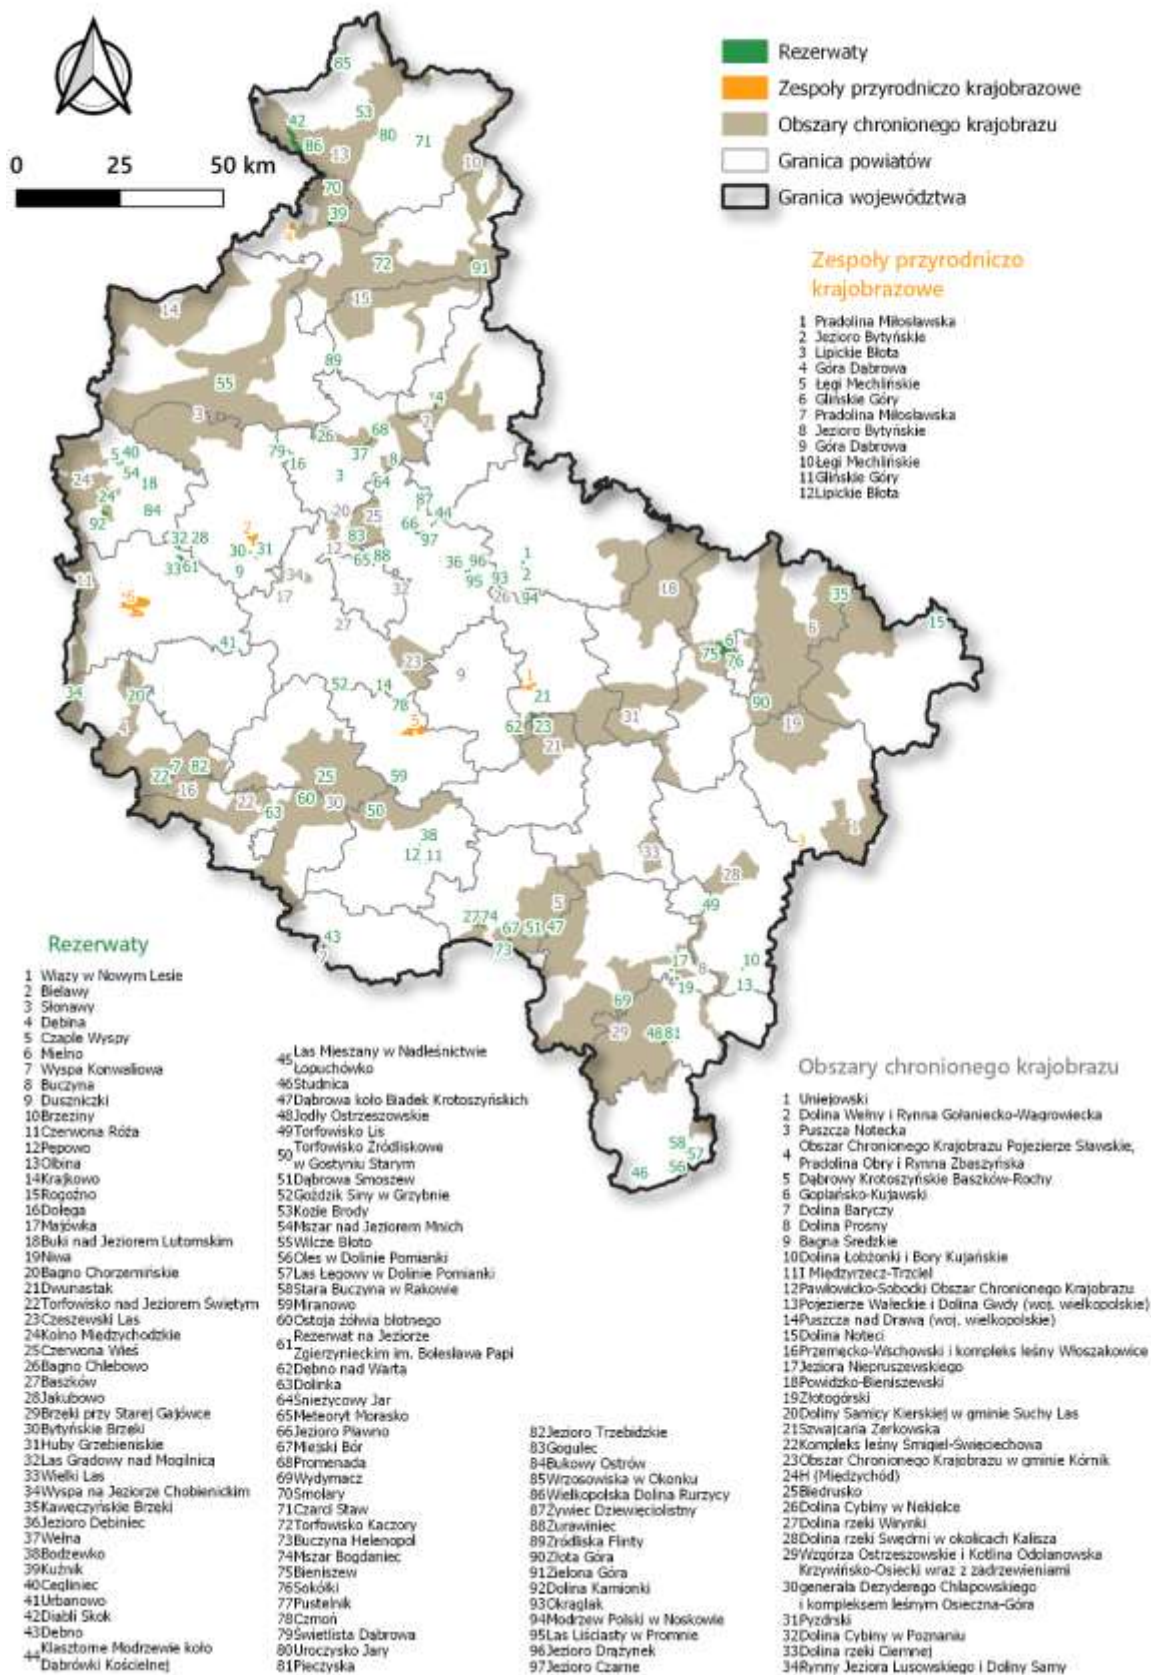 0 25 50 km
Rezerwaty
Zespoły przyrodniczo krajobrazowe
Obszary chronionego krajobrazu
Granica powiatów
Granica województwa
Zespoły przyrodniczo
krajobrazowe
1 Pradolina Miłosławska
2 Jezioro Bytyńskie
3 Lipickie Błota
4 Góra Dąbrowa
5 Łęgi Mechlińskie
6 Glińskie Góry
7 Pradolina Miłosławska
8 Jezioro Bytyńskie
9 Góra Dąbrowa
10 Łęgi Mechlińskie
11 Glińskie Góry
12 Lipickie Błota
Rezerwaty
1 Wiązy w Nowym Lesie
2 Bielawy
3 Słonawy
4 Dębina
5 Czaple Wyspy
6 Mielno
7 Wyspa Konwaliowa
8 Buczyna
9 Duszniczki
10 Brzeziny
11 Czerwona Róża
12 Pępowo
13 Olbina
14 Krajkowo
15 Rogoźno
16 Dołęga
17 Majówka
18 Buki nad Jeziorem Lutomskim
19 Niwa
20 Bagno Chorzemińskie
21 Dwunastak
22 Torfowisko nad Jeziorem Świętym
23 Czeszewski Las
24 Kolno Międzychodzkie
25 Czerwona Wieś
26 Bagno Chlebowo
27 Baszków
28 Jakubowo
29 Brzęki przy Starej Gajówce
30 Bytyńskie Brzęki
31 Huby Grzebieniskie
32 Las Grądowy nad Mogilnicą
33 Wielki Las
34 Wyspa na Jeziorze Chobienickim
35 Kawęczyńskie Brzęki
36 Jezioro Dębiniec
37 Wełna
38 Bodzewko
39 Kuźnik
40 Cegliniec
41 Urbanowo
42 Diabli Skok
43 Dębno
44 Klasztorne Modrzewie koło
Dąbrówki Kościelnej
45 Las Mieszany w Nadleśnictwie
Łopuchówko
46 Studnica
47 Dąbrowa koło Biadek Krotoszyńskich
48 Jodły Ostrzeszowskie
49 Torfowisko Lis
50 Torfowisko Źródliskowe
w Gostyniu Starym
51 Dąbrowa Smoszew
52 Goździk Siny w Grzybnie
53 Kozie Brody
54 Mszar nad Jeziorem Mnich
55 Wilcze Błoto
56 Oles w Dolinie Pomianki
57 Las Łęgowy w Dolinie Pomianki
58 Stara Buczyna w Rakowie
59 Miranowo
60 Ostoja żółwia błotnego
61 Rezerwat na Jeziorze
Zgierzynieckim im. Bolesława Papi
62 Dębno nad Wartą
63 Dolinka
64 Śnieżycowy Jar
65 Meteoryt Morasko
66 Jezioro Pławno
67 Miejski Bór
68 Promenada
69 Wydymacz
70 Smolary
71 Czarci Staw
72 Torfowisko Kaczory
73 Buczyna Helenopol
74 Mszar Bogdaniec
75 Bieniszew
76 Sokółki
77 Pustelnik
78 Czmoń
79 Świetlista Dąbrowa
80 Uroczysko Jary
81 Pieczyska
82 Jezioro Trzebidzkie
83 Gogulec
84 Bukowy Ostrów
85 Wrzosowiska w Okonku
86 Wielkopolska Dolina Rurzycy
87 Żywiec Dziewięciolistny
88 Żurawiniec
89 Źródliska Flinty
90 Złota Góra
91 Zielona Góra
92 Dolina Kamionki
93 Okrąglak
94 Modrzew Polski w Noskowie
95 Las Liściasty w Promnie
96 Jezioro Drążynek
97 Jezioro Czarne
Obszary chronionego krajobrazu
1 Uniejowski
2 Dolina Wełny i Rynna Gołaniecko-Wągrowiecka
3 Puszcza Notecka
4 Obszar Chronionego Krajobrazu Pojezierze Sławskie,
Pradolina Obry i Rynna Zbąszyńska
5 Dąbrowy Krotoszyńskie Baszków-Rochy
6 Goplańsko-Kujawski
7 Dolina Baryczy
8 Dolina Prosny
9 Bagna Średzkie
10 Dolina Łobżonki i Bory Kujańskie
11 I Międzyrzecz-Trzciel
12 Pawłowicko-Sobocki Obszar Chronionego Krajobrazu
13 Pojezierze Wałeckie i Dolina Gwdy (woj. wielkopolskie)
14 Puszcza nad Drawą (woj. wielkopolskie)
15 Dolina Noteci
16 Przemęcko-Wschowski i kompleks leśny Włoszakowice
17 Jeziora Niepruszewskiego
18 Powidzko-Bieniszewski
19 Złotogórski
20 Doliny Samicy Kierskiej w gminie Suchy Las
21 Szwajcaria Żerkowska
22 Kompleks leśny Śmigiel-Święciechowa
23 Obszar Chronionego Krajobrazu w gminie Kórnik
24 H (Międzychód)
25 Biedrusko
26 Dolina Cybiny w Nekielce
27 Dolina rzeki Wirynki
28 Dolina rzeki Swędrni w okolicach Kalisza
29 Wzgórza Ostrzeszowskie i Kotlina Odolanowska
Krzywińsko-Osiecki wraz z zadrzewieniami
30 generała Dezyderego Chłapowskiego
i kompleksem leśnym Osieczna-Góra
31 Pyzdrski
32 Dolina Cybiny w Poznaniu
33 Dolina rzeki Ciemnej
34 Rynny Jeziora Lusowskiego i Doliny Samy